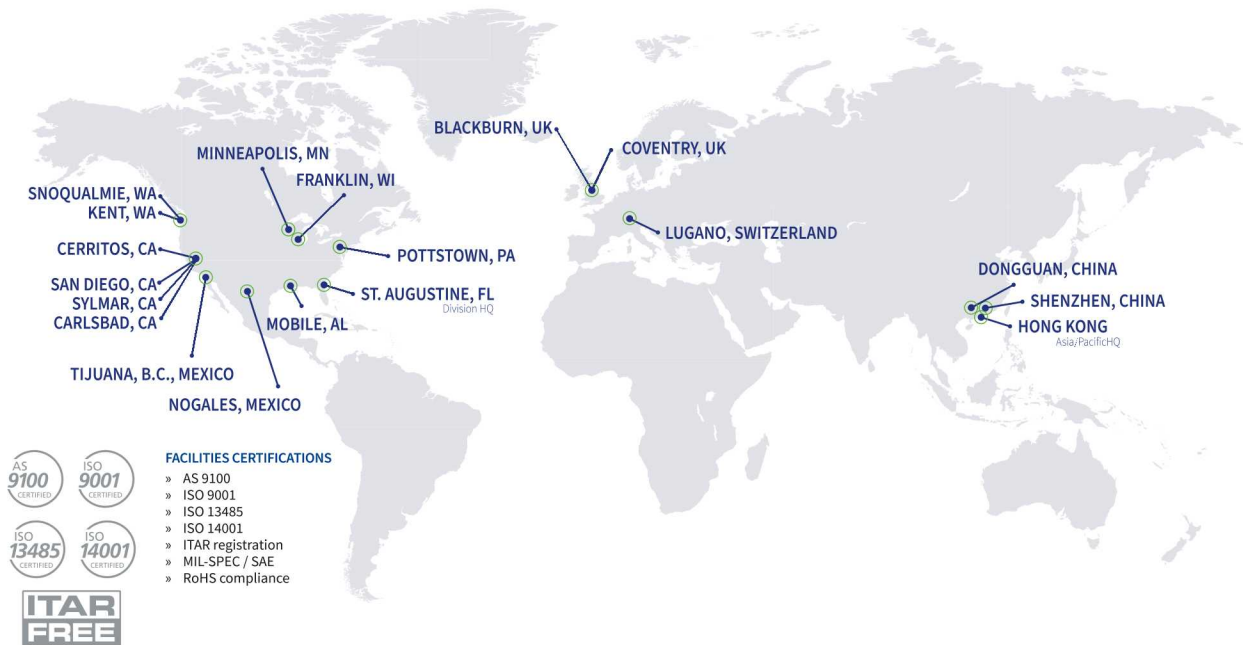 BLACKBURN, UK
COVENTRY, UK
MINNEAPOLIS, MN
FRANKLIN, WI
SNOQUALMIE, WA
KENT, WA
CERRITOS, CA
SAN DIEGO, CA
SYLMAR, CA
CARLSBAD, CA
POTTSTOWN, PA
ST. AUGUSTINE, FL
Division HQ
MOBILE, AL
TIJUANA, B.C., MEXICO
NOGALES, MEXICO
LUGANO, SWITZERLAND
DONGGUAN, CHINA
SHENZHEN, CHINA
HONG KONG
Asia/PacificHQ
AS
9100
CERTIFIED
ISO
9001
CERTIFIED
ISO
13485
CERTIFIED
ISO
14001
CERTIFIED
ITAR
FREE
FACILITIES CERTIFICATIONS
» AS 9100
» ISO 9001
» ISO 13485
» ISO 14001
» ITAR registration
» MIL-SPEC / SAE
» RoHS compliance